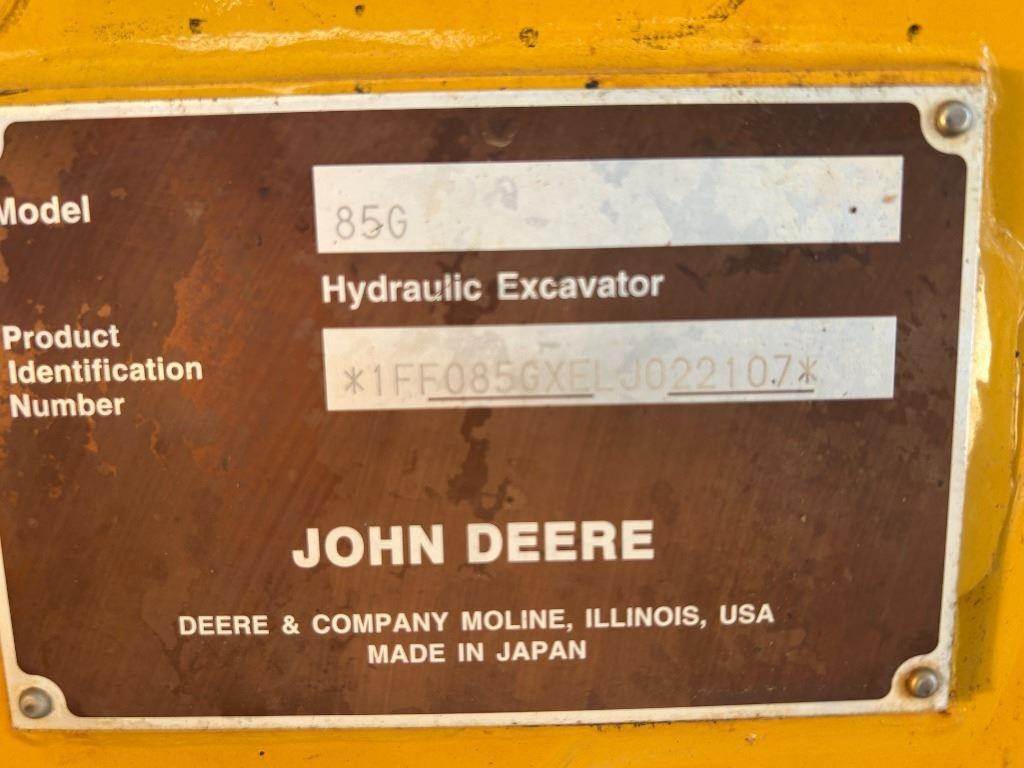 Model
85G
Hydraulic Excavator
Product
Identification
Number
*1FF085GXELJ022107*
JOHN DEERE
DEERE & COMPANY MOLINE, ILLINOIS, USA
MADE IN JAPAN